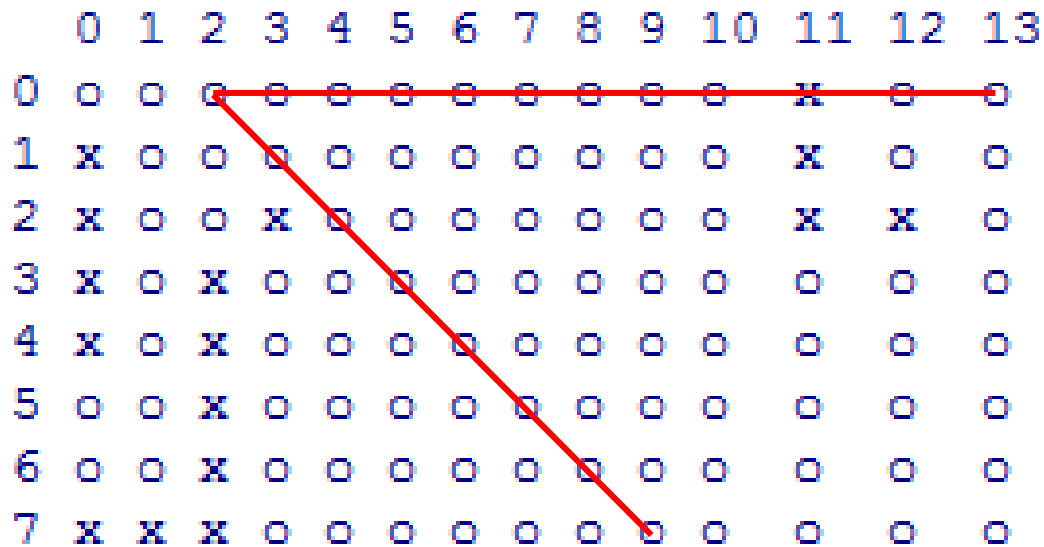 0 1 2 3 4 5 6 7 8 9 10 11 12 13
0 o o o o o o o o o o o x o o
1 x o o o o o o o o o o x o o
2 x o o x o o o o o o o x x o
3 x o x o o o o o o o o o o o
4 x o x o o o o o o o o o o o
5 o o x o o o o o o o o o o o
6 o o x o o o o o o o o o o o
7 x x x o o o o o o o o o o o